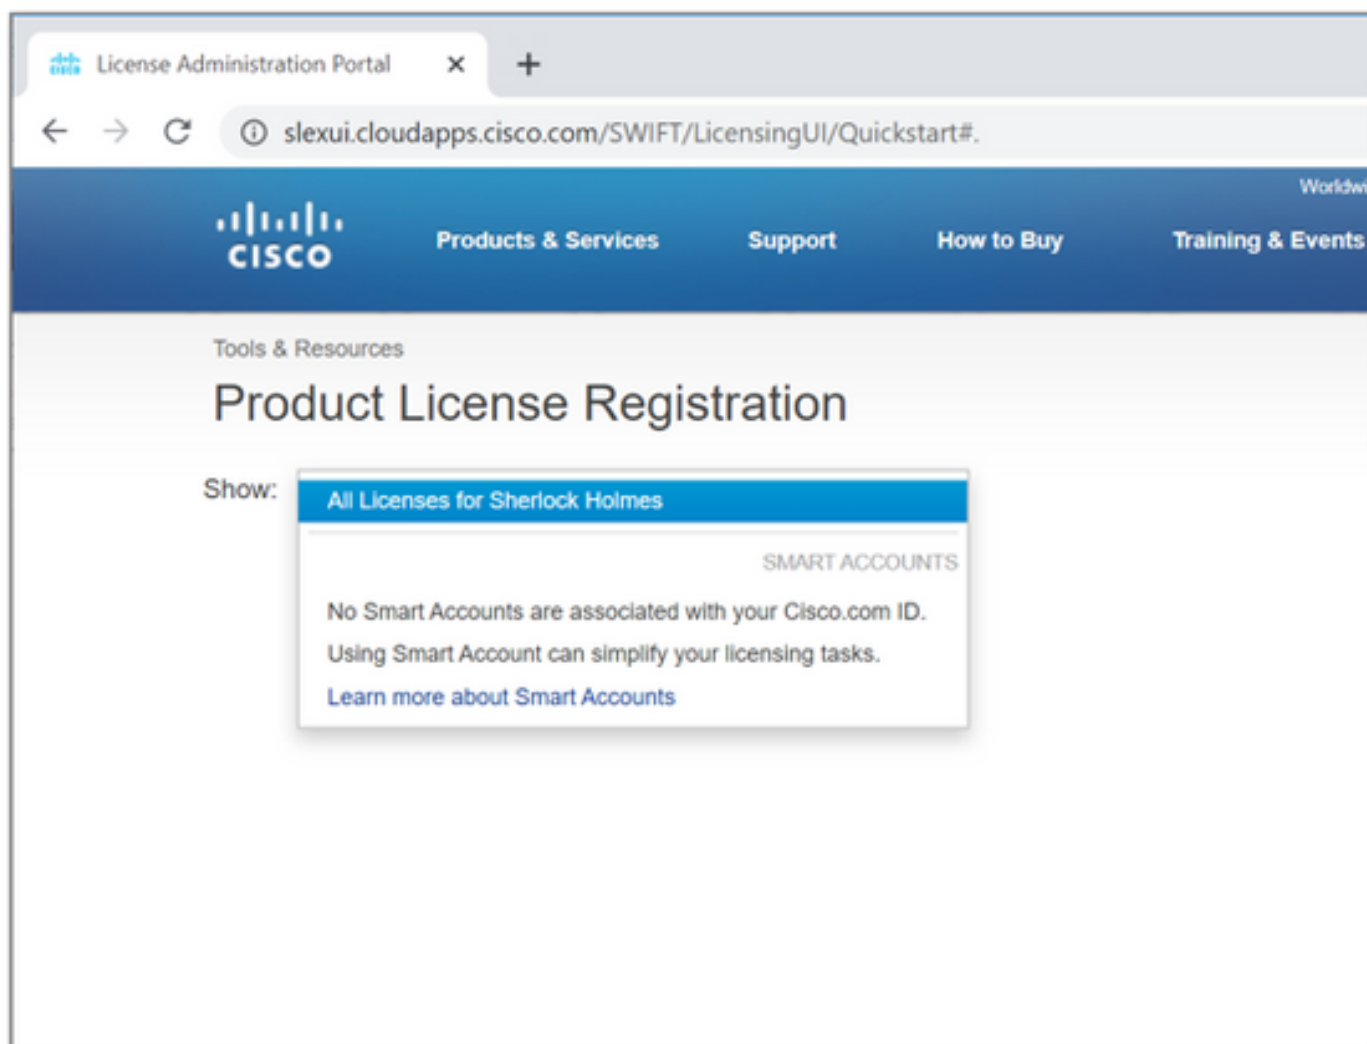 License Administration Portal
slexui.cloudapps.cisco.com/SWIFT/LicensingUI/Quickstart#.
CISCO
Products & Services
Support
How to Buy
Training & Events
Tools & Resources
Product License Registration
Show:
All Licenses for Sherlock Holmes
SMART ACCOUNTS
No Smart Accounts are associated with your Cisco.com ID.
Using Smart Account can simplify your licensing tasks.
Learn more about Smart Accounts